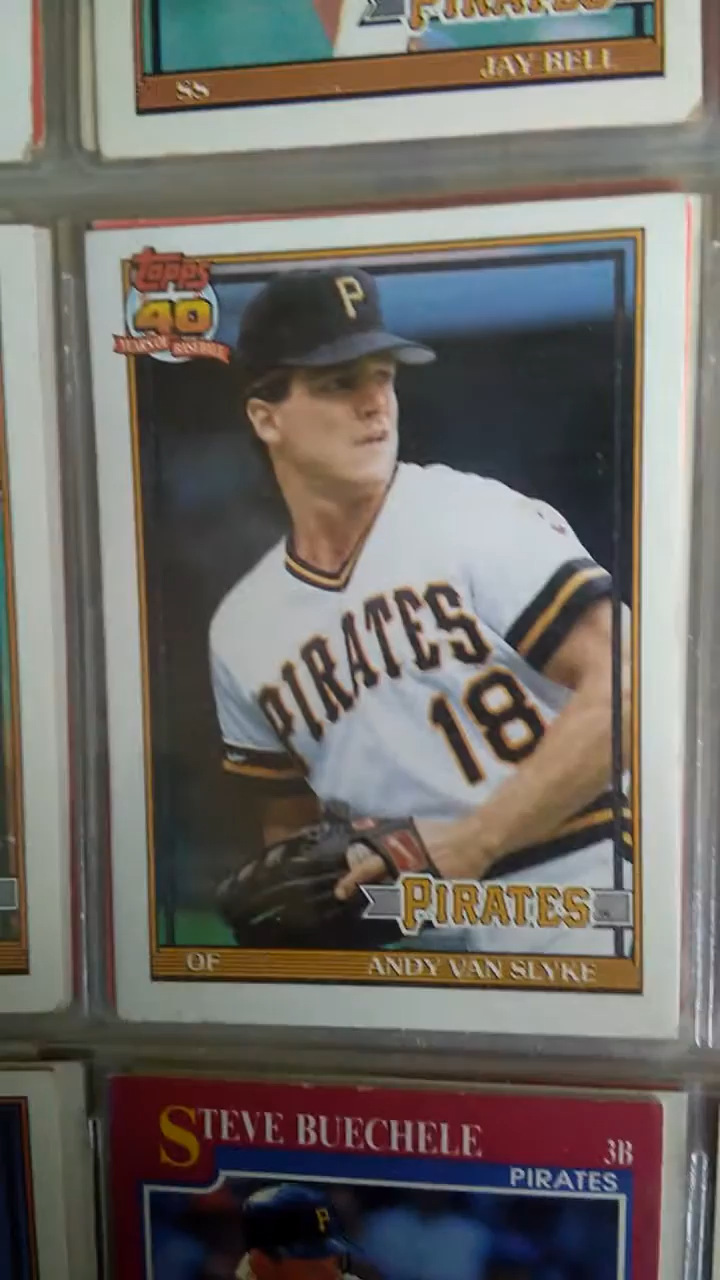 PIRATES
SS
JAY BELL
Topps
40
YEARS OF BASEBALL
P
PIRATES
18
PIRATES
OF
ANDY VAN SLYKE
STEVE BUECHELE
3B
PIRATES
P